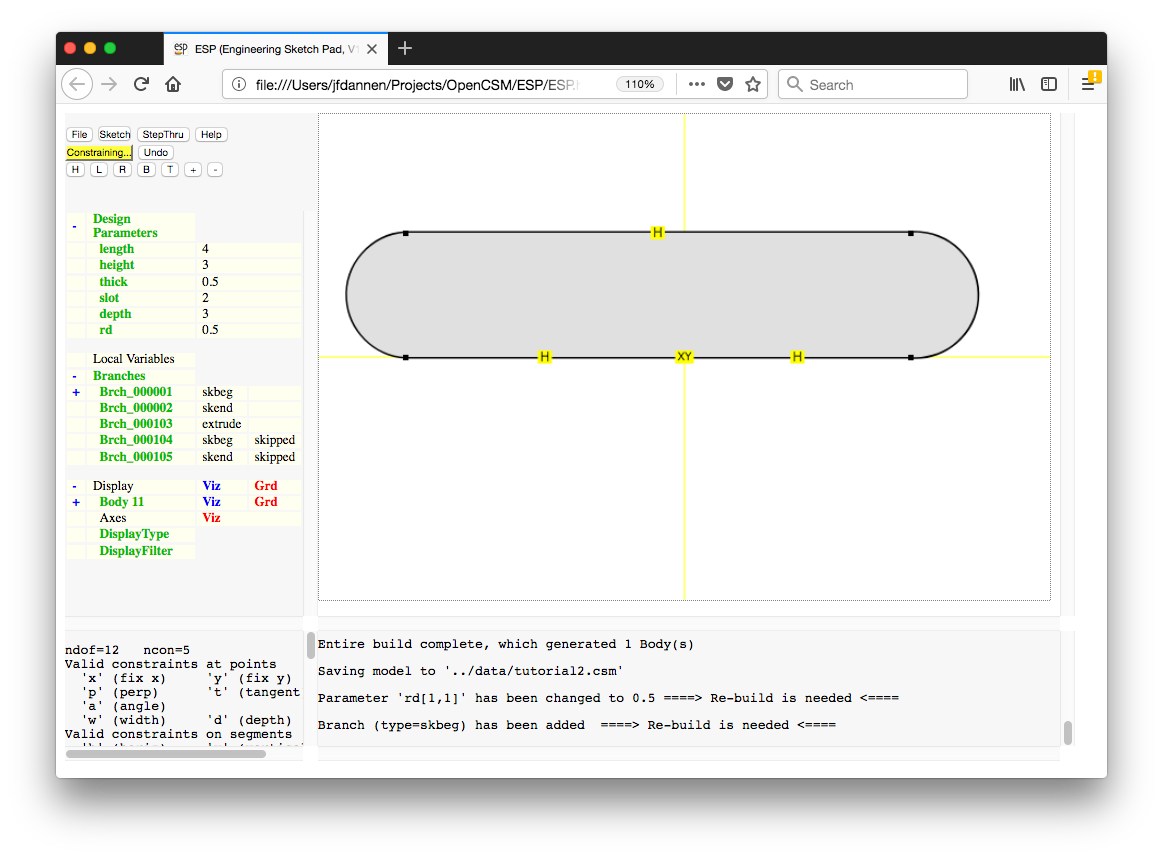 esp ESP (Engineering Sketch Pad, V1
file:///Users/jfdannen/Projects/OpenCSM/ESP/ESP. 110% Search
File Sketch StepThru Help
Constraining... Undo
H L R B T + -
- Design
Parameters
length 4
height 3
thick 0.5
slot 2
depth 3
rd 0.5
Local Variables
- Branches
+ Brch_000001 skbeg
Brch_000002 skend
Brch_000103 extrude
Brch_000104 skbeg skipped
Brch_000105 skend skipped
- Display Viz Grd
+ Body 11 Viz Grd
Axes Viz
DisplayType
DisplayFilter
H
H XY H
ndof=12 ncon=5
Valid constraints at points
'x' (fix x) 'y' (fix y)
'p' (perp) 't' (tangent
'a' (angle)
'w' (width) 'd' (depth)
Valid constraints on segments
Entire build complete, which generated 1 Body(s)
Saving model to '../data/tutorial2.csm'
Parameter 'rd[1,1]' has been changed to 0.5 ====> Re-build is needed <====
Branch (type=skbeg) has been added ====> Re-build is needed <====